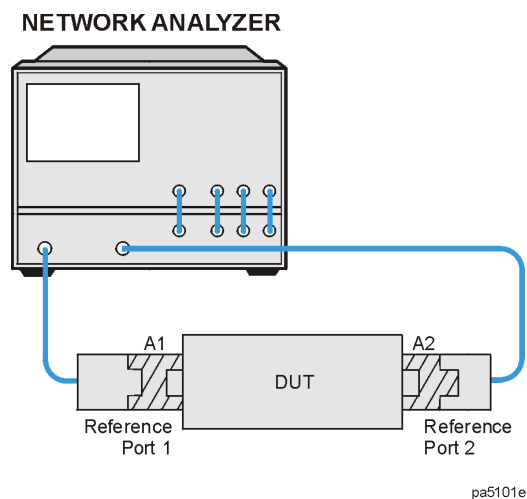 NETWORK ANALYZER
A1
A2
DUT
Reference
Port 1
Reference
Port 2
pa5101e